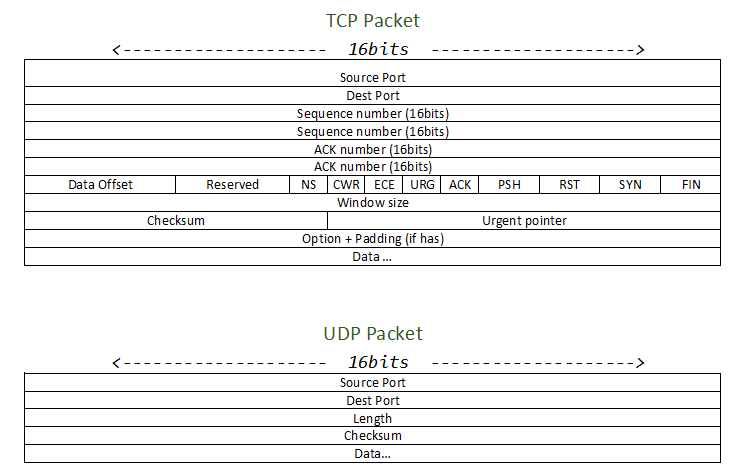 TCP Packet
<-------------------- 16bits -------------------->
Source Port
Dest Port
Sequence number (16bits)
Sequence number (16bits)
ACK number (16bits)
ACK number (16bits)
Data Offset Reserved NS CWR ECE URG ACK PSH RST SYN FIN
Window size
Checksum Urgent pointer
Option + Padding (if has)
Data ...
UDP Packet
<-------------------- 16bits -------------------->
Source Port
Dest Port
Length
Checksum
Data...